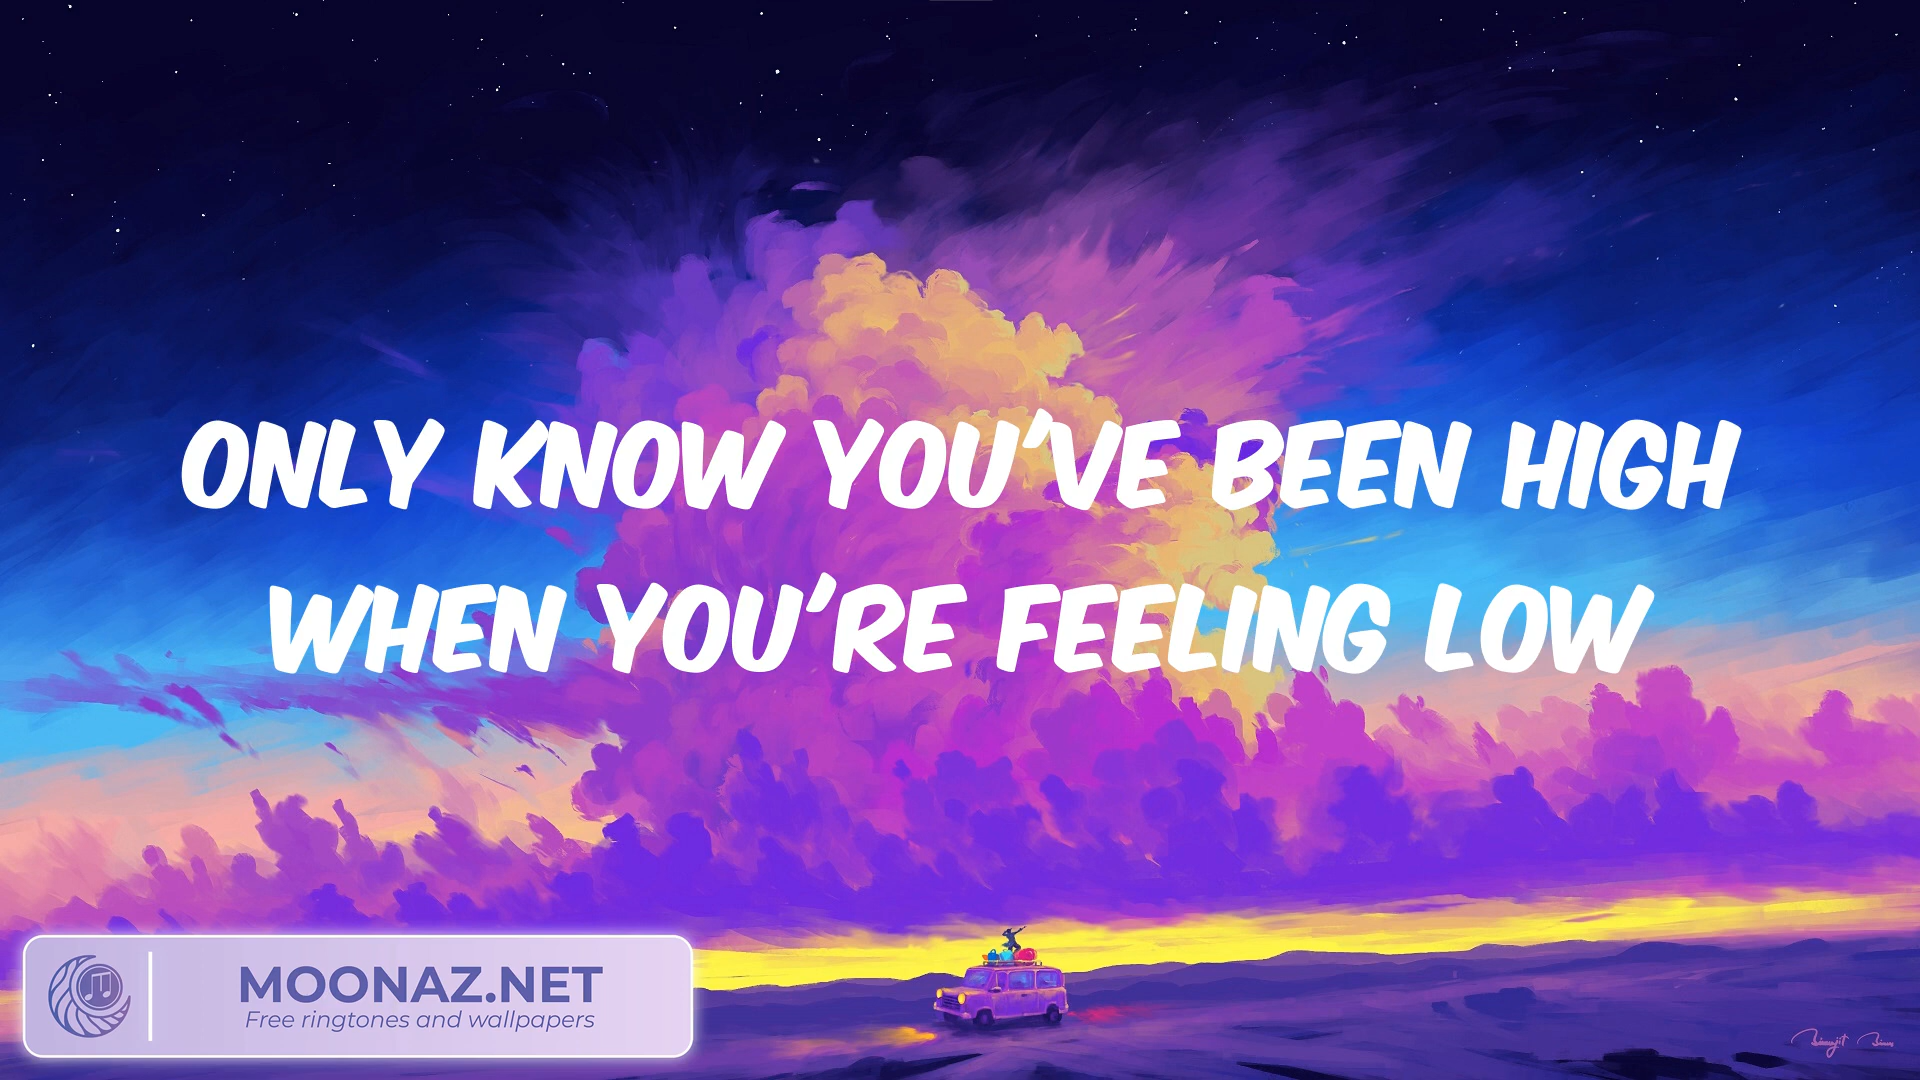 ONLY KNOW YOU'VE BEEN HIGH
WHEN YOU'RE FEELING LOW
MOONAZ.NET
Free ringtones and wallpapers